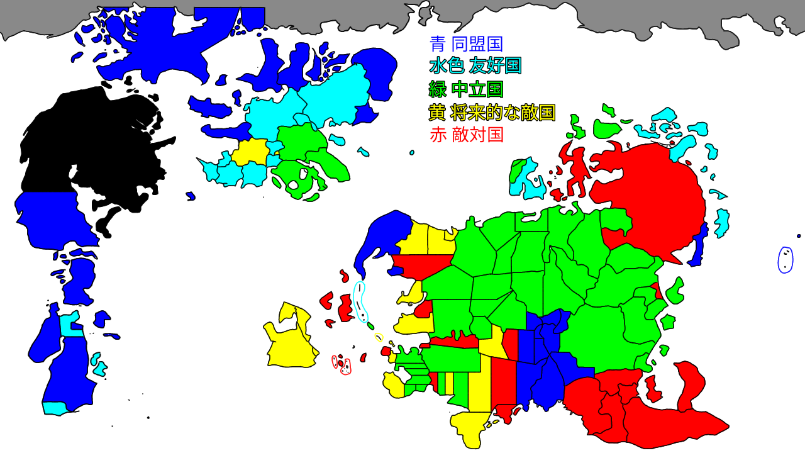 青 同盟国
水色 友好国
緑 中立国
黄 将来的な敵国
赤 敵対国